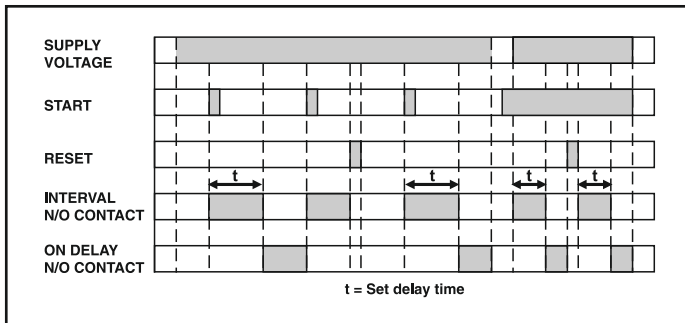 SUPPLY
VOLTAGE
START
RESET
t
t
t
t
INTERVAL
N/O CONTACT
ON DELAY
N/O CONTACT
t = Set delay time